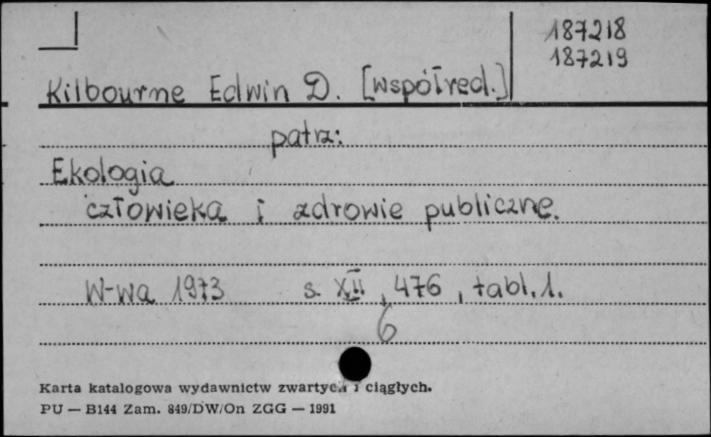 187218
187219
Kilbourne Edwin D. [współred.]
patrz:
Ekologia
człowieka i zdrowie publiczne.
W-wa 1973 s. XII, 476, tabl. 1.
6
Karta katalogowa wydawnictw zwartych i ciągłych.
PU — B144 Zam. 849/DW/On ZGG — 1991